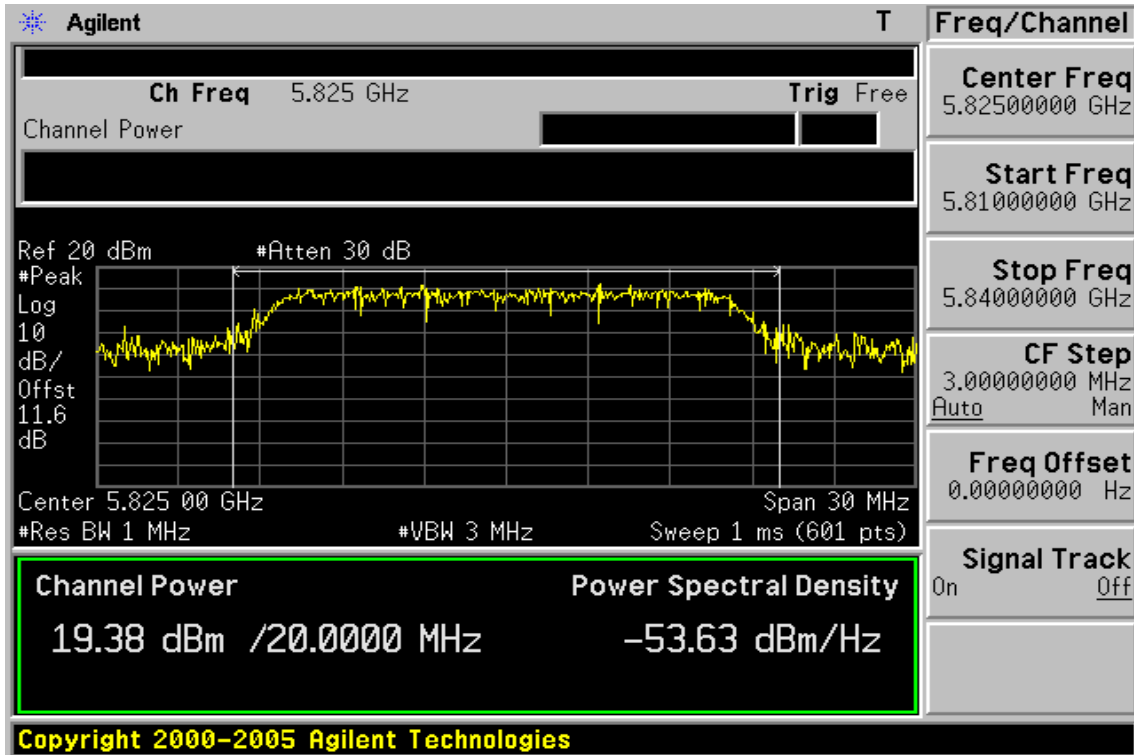 Agilent T
Freq/Channel
Ch Freq 5.825 GHz Trig Free
Channel Power
Center Freq
5.82500000 GHz
Start Freq
5.81000000 GHz
Stop Freq
5.84000000 GHz
CF Step
3.00000000 MHz
Auto Man
Freq Offset
0.00000000 Hz
Signal Track
On Off
Ref 20 dBm #Atten 30 dB
#Peak
Log
10
dB/
Offst
11.6
dB
Center 5.825 00 GHz Span 30 MHz
#Res BW 1 MHz #VBW 3 MHz Sweep 1 ms (601 pts)
Channel Power Power Spectral Density
19.38 dBm /20.0000 MHz -53.63 dBm/Hz
Copyright 2000-2005 Agilent Technologies